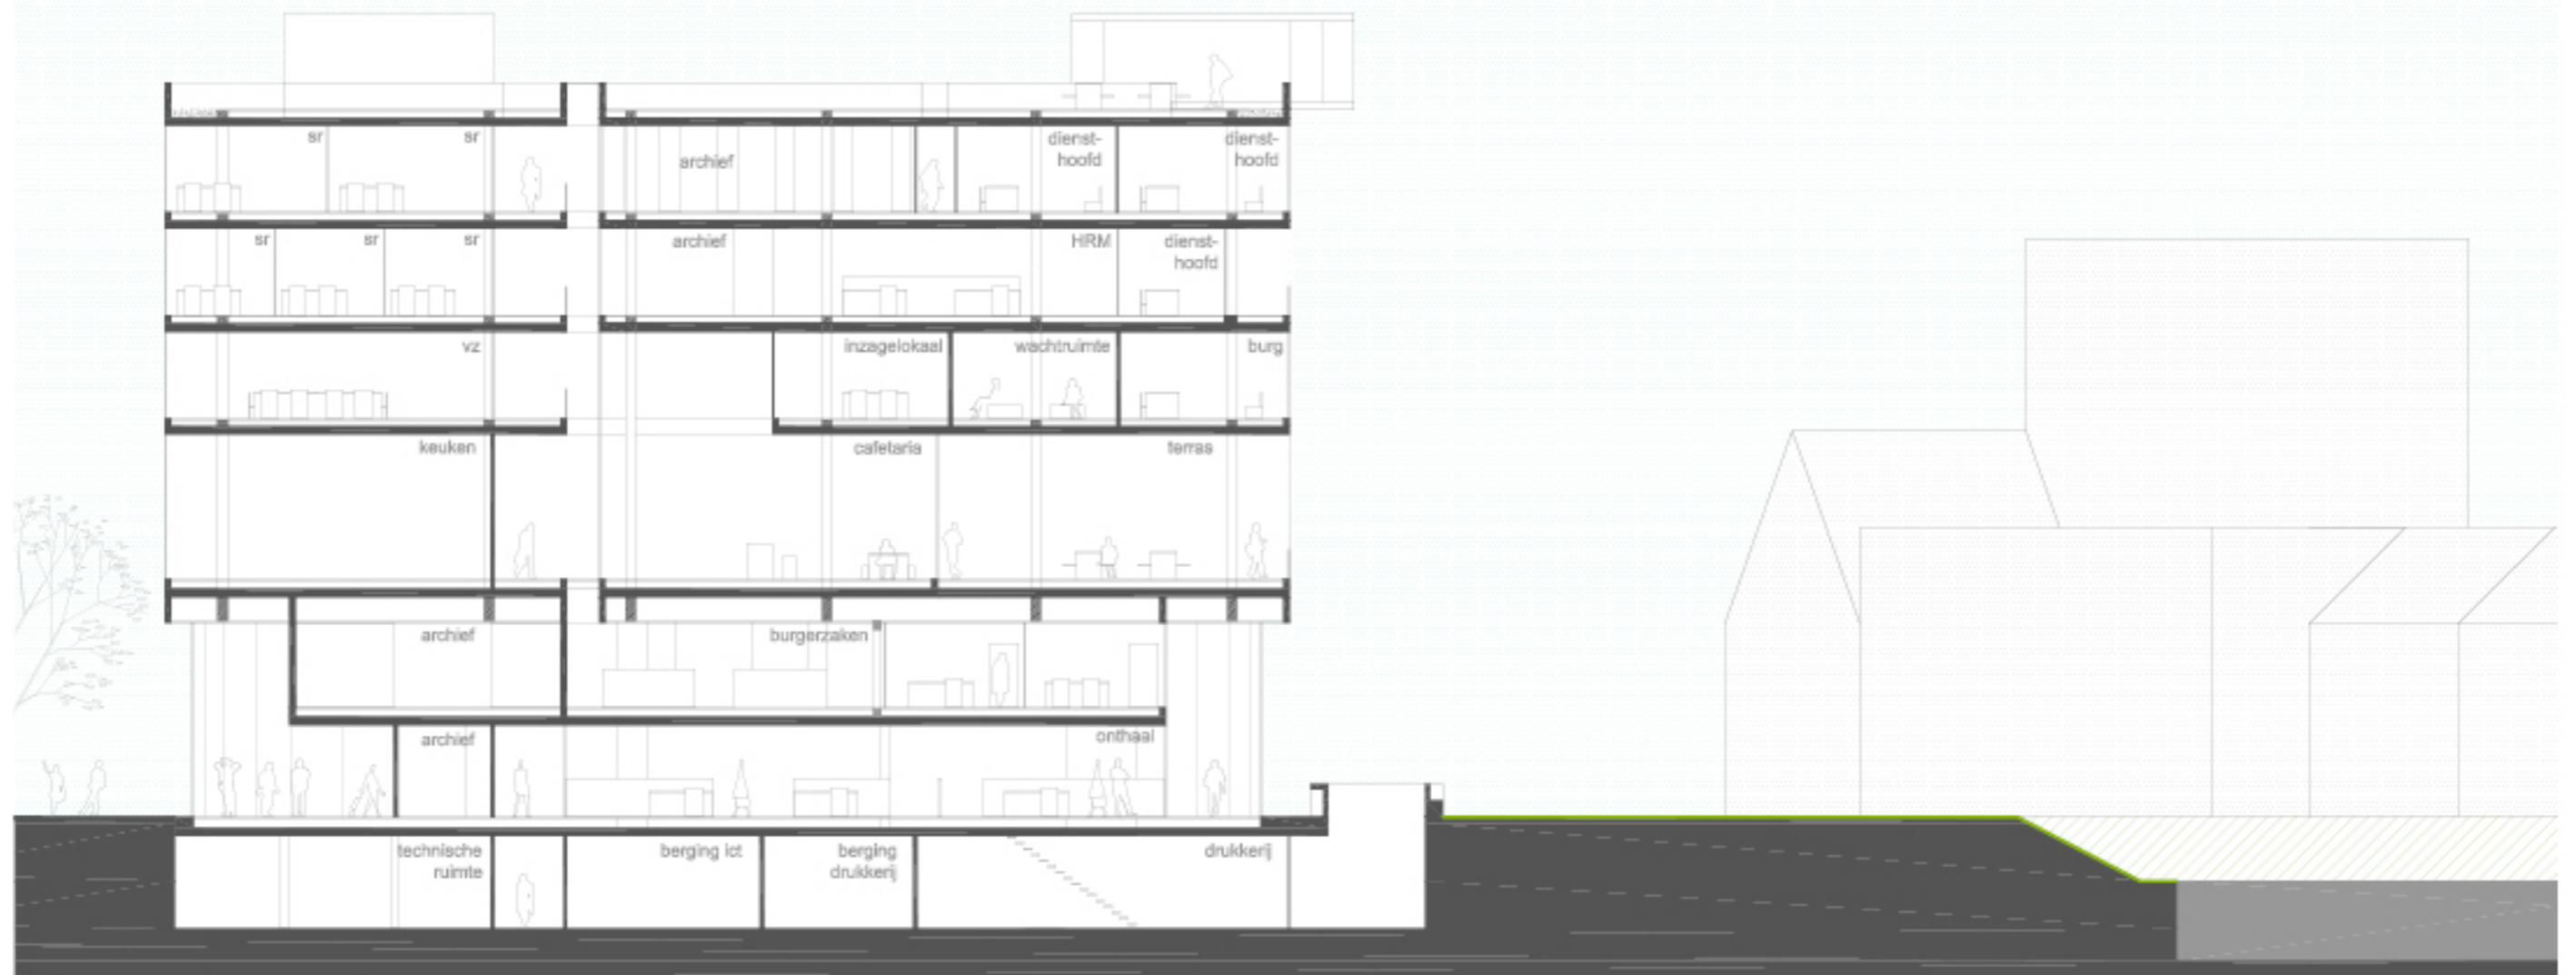 sr sr archief dienst- dienst-
hoofd hoofd
sr sr sr archief HRM dienst-
hoofd
vz inzagelokaal wachtruimte burg
keuken cafetaria terras
archief burgerzaken
archief onthaal
technische berging ict berging drukkerij
ruimte drukkerij